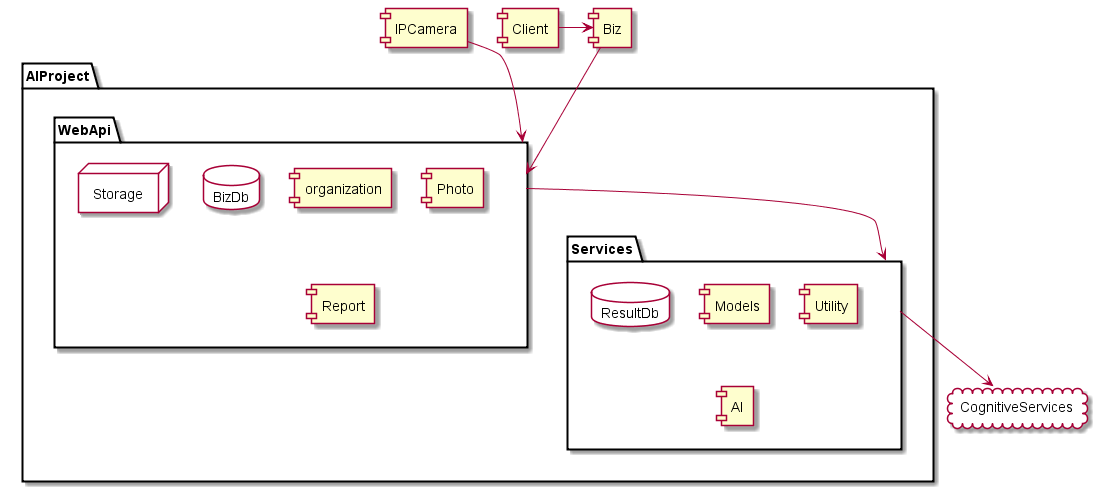 IPCamera
Client
Biz
AIProject
WebApi
Storage
BizDb
organization
Photo
Report
Services
ResultDb
Models
Utility
AI
CognitiveServices